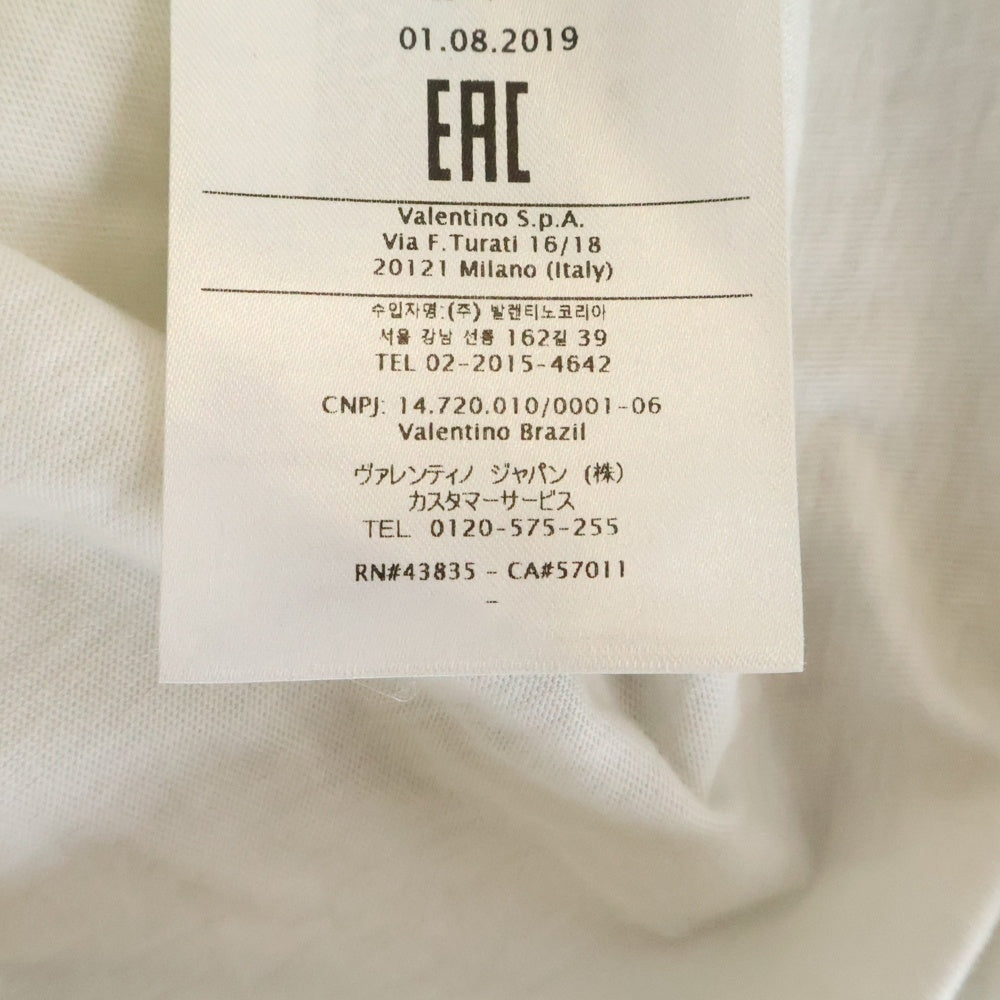 01.08.2019
EAC
Valentino S.p.A.
Via F.Turati 16/18
20121 Milano (Italy)
수입자명:(주) 발렌티노코리아
서울 강남 선릉 162길 39
TEL 02-2015-4642
CNPJ: 14.720.010/0001-06
Valentino Brazil
ヴァレンティノ ジャパン (株)
カスタマーサービス
TEL 0120-575-255
RN#43835 - CA#57011
-